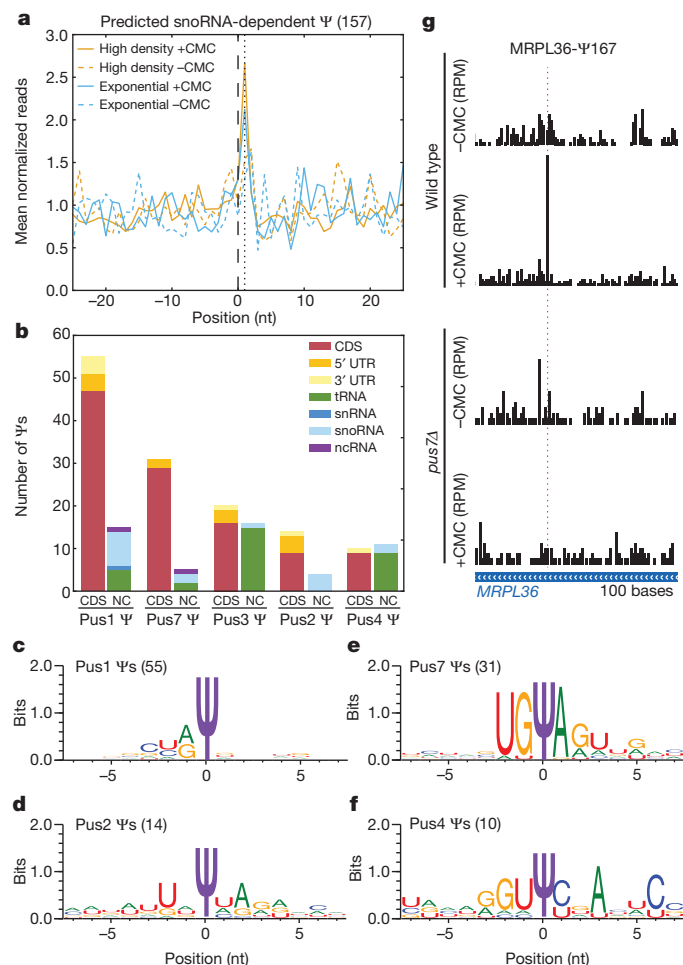 a
Predicted snoRNA-dependent Ψ (157)
High density +CMC
High density –CMC
Exponential +CMC
Exponential –CMC
Mean normalized reads
3.0
2.5
2.0
1.5
1.0
0.5
0.0
–20 –10 0 10 20
Position (nt)
b
Number of Ψ's
60
50
40
30
20
10
0
CDS
5′ UTR
3′ UTR
tRNA
snRNA
snoRNA
ncRNA
CDS NC CDS NC CDS NC CDS NC CDS NC
Pus1 Ψ Pus7 Ψ Pus3 Ψ Pus2 Ψ Pus4 Ψ
g
MRPL36-Ψ167
Wild type
–CMC (RPM)
+CMC (RPM)
pus7Δ
–CMC (RPM)
+CMC (RPM)
MRPL36 100 bases
c
Pus1 Ψs (55)
Bits
2.0
1.0
0.0
CUAΨ
G
–5 0 5
e
Pus7 Ψs (31)
Bits
2.0
1.0
0.0
UGΨAGU
–5 0 5
d
Pus2 Ψs (14)
Bits
2.0
1.0
0.0
UΨUAGA
–5 0 5
Position (nt)
f
Pus4 Ψs (10)
Bits
2.0
1.0
0.0
GGUΨCAUC
–5 0 5
Position (nt)